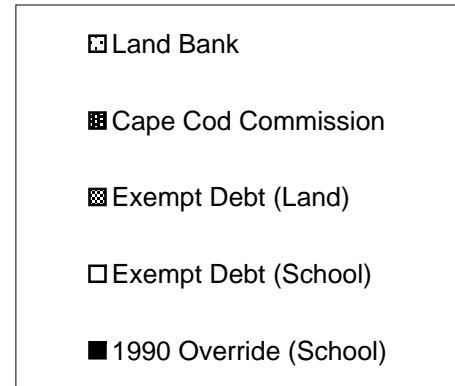 Land Bank
Cape Cod Commission
Exempt Debt (Land)
Exempt Debt (School)
1990 Override (School)